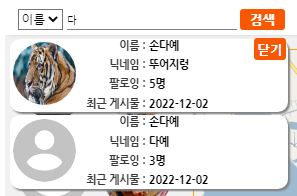 이름 다 검색
닫기
이름 : 손다예
닉네임 : 뚜어지렁
팔로잉 : 5명
최근 게시물 : 2022-12-02
이름 : 손다예
닉네임 : 다예
팔로잉 : 3명
최근 게시물 : 2022-12-02